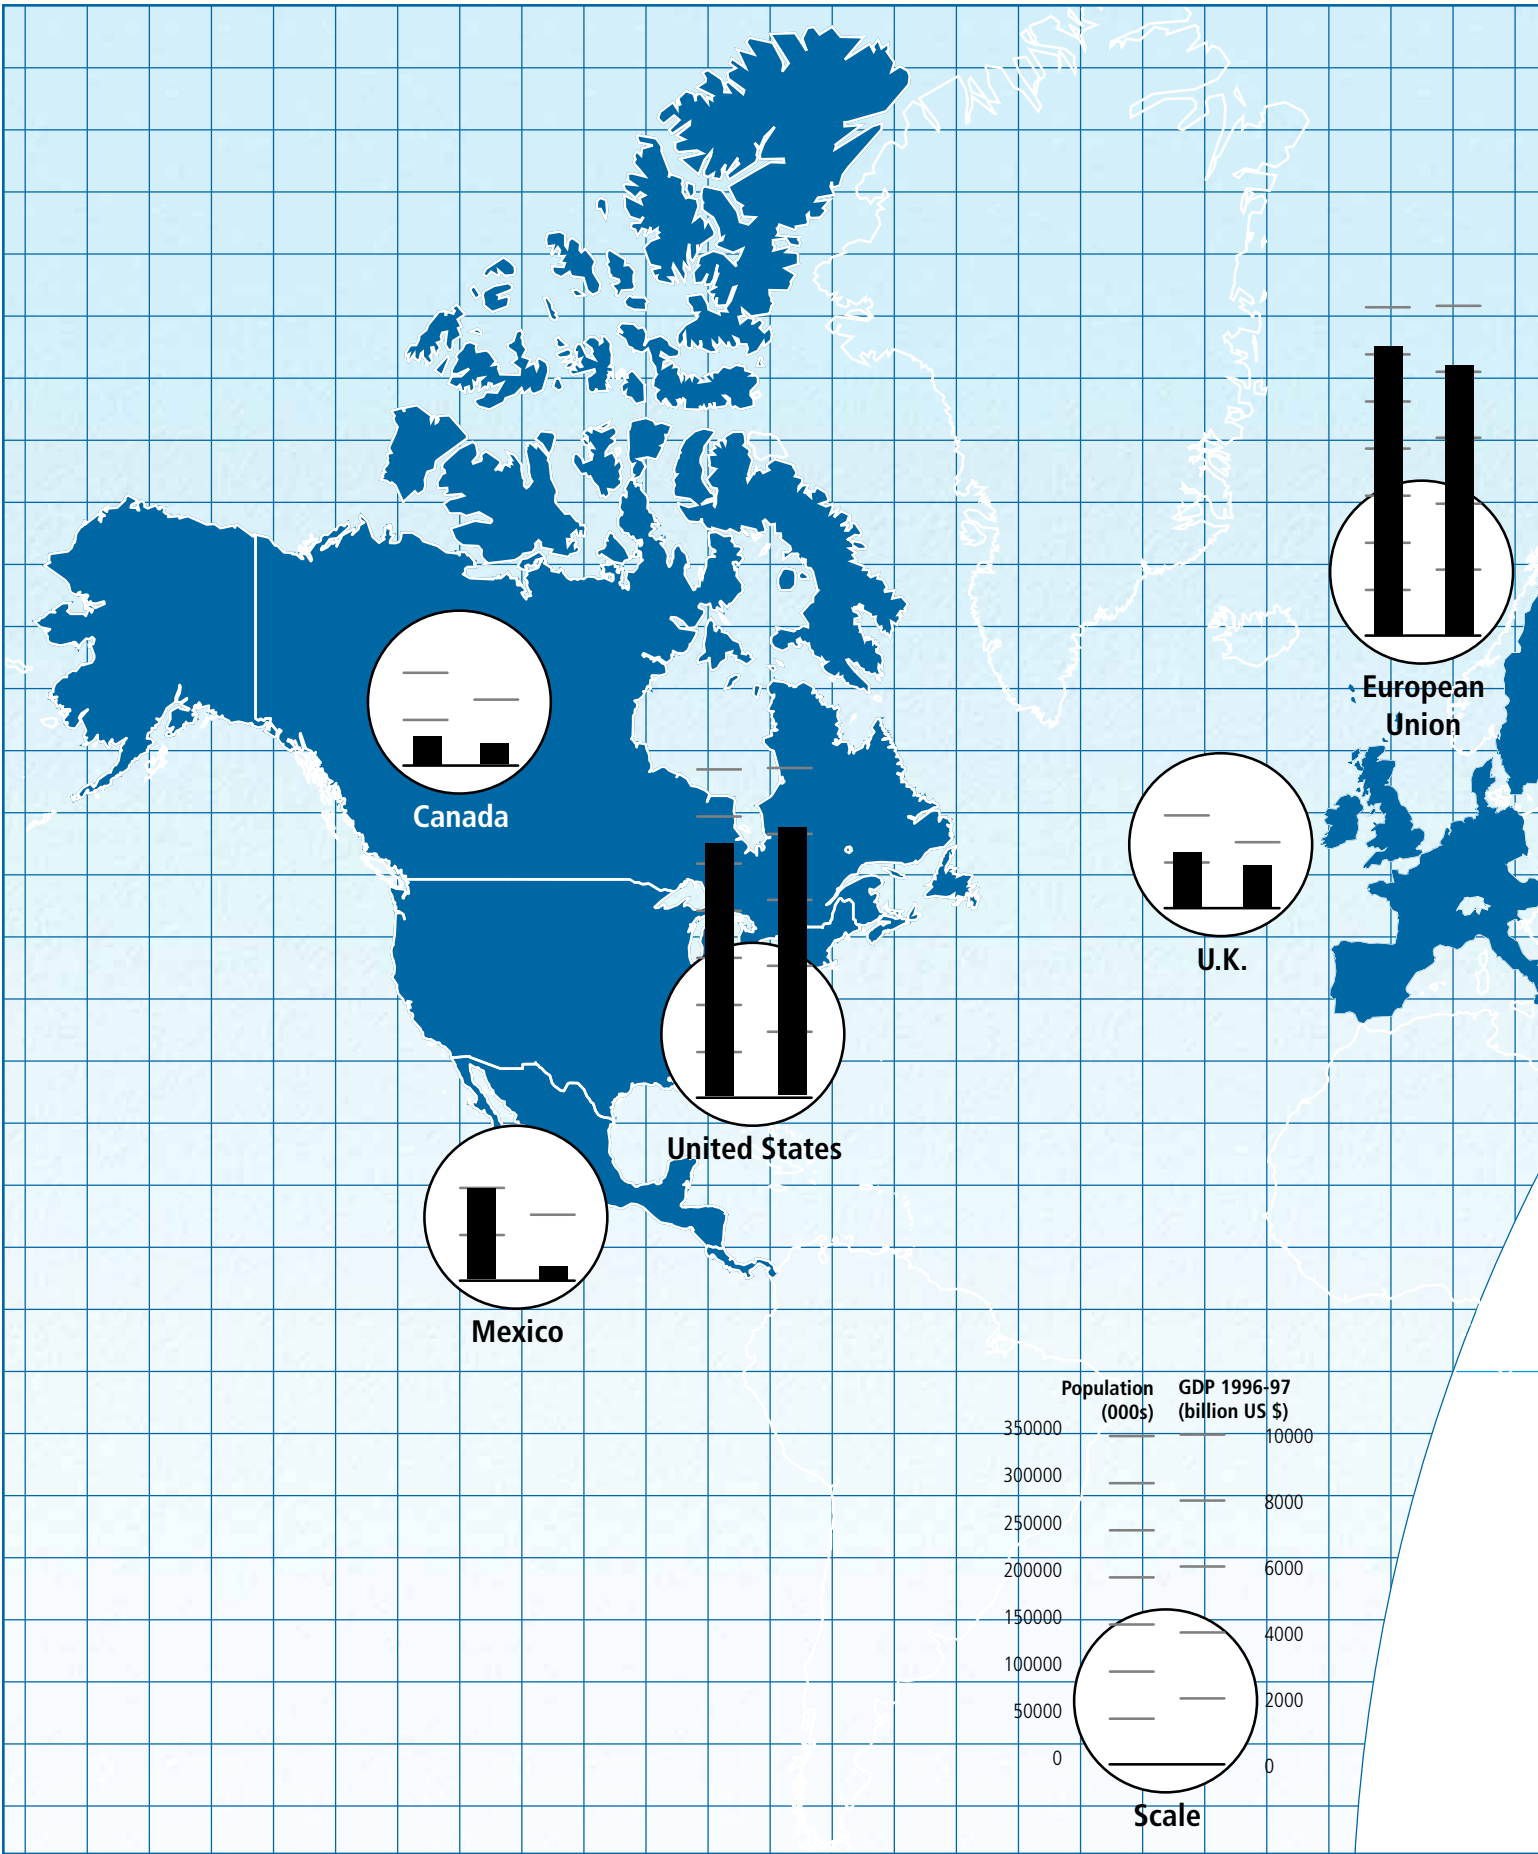 European
Union
Canada
U.K.
United States
Mexico
Population
(000s)
GDP 1996-97
(billion US $)
350000
300000
250000
200000
150000
100000
50000
0
10000
8000
6000
4000
2000
0
Scale